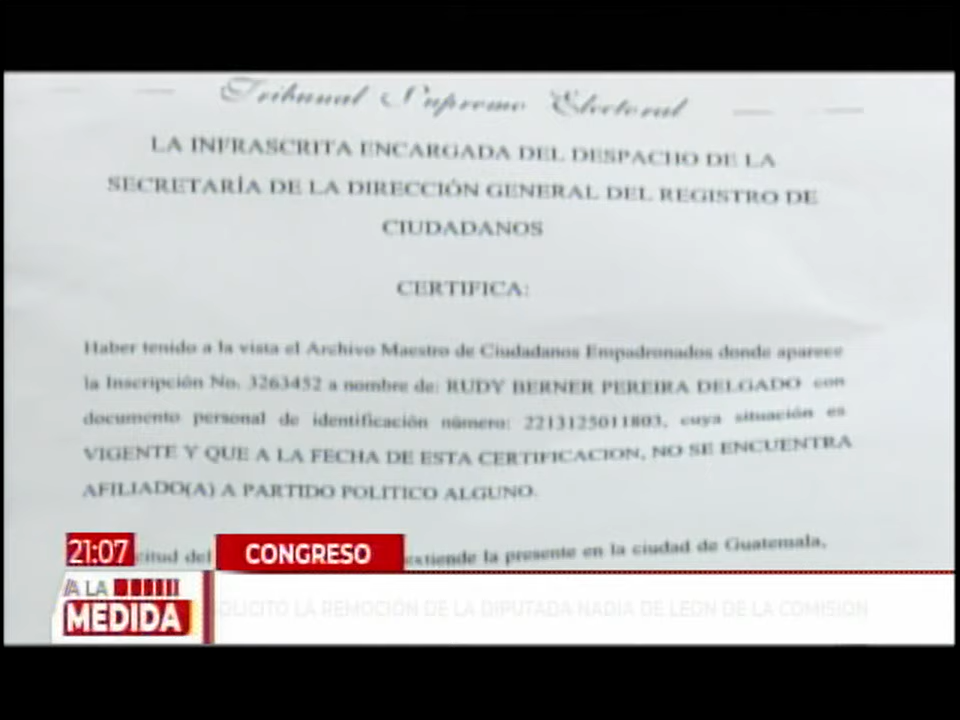 Tribunal Supremo Electoral
LA INFRASCRITA ENCARGADA DEL DESPACHO DE LA
SECRETARÍA DE LA DIRECCIÓN GENERAL DEL REGISTRO DE
CIUDADANOS
CERTIFICA:
Haber tenido a la vista el Archivo Maestro de Ciudadanos Empadronados donde aparece
la Inscripción No. 3263452 a nombre de: RUDY BERNER PEREIRA DELGADO con
documento personal de identificación número: 2213125011803, cuya situación es
VIGENTE Y QUE A LA FECHA DE ESTA CERTIFICACION, NO SE ENCUENTRA
AFILIADO(A) A PARTIDO POLITICO ALGUNO.
del extiende la presente en la ciudad de Guatemala,
21:07
CONGRESO
A LA
MEDIDA
SOLICITÓ LA REMOCIÓN DE LA DIPUTADA NADIA DE LEÓN DE LA COMISIÓN